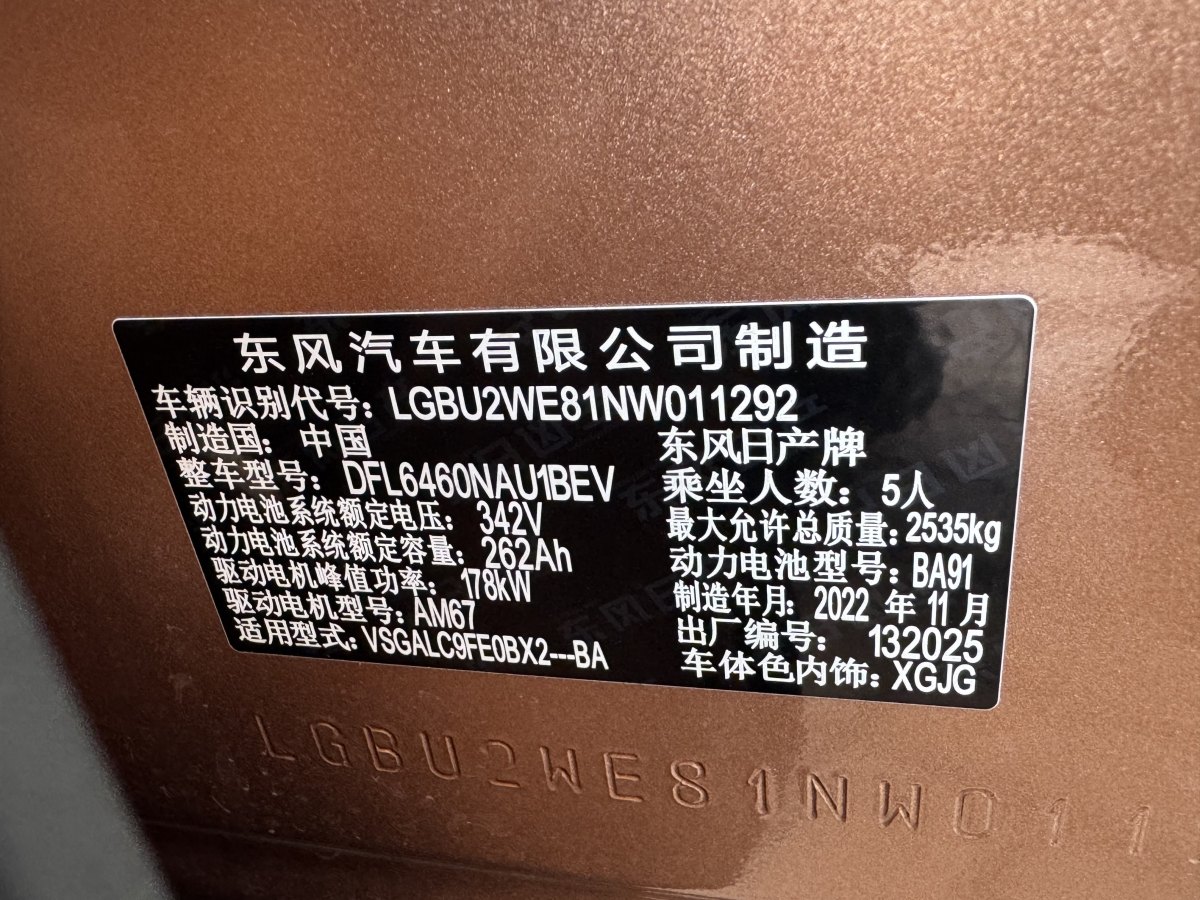 东风汽车有限公司制造
车辆识别代号：LGBU2WE81NW011292
制造国：中国 东风日产牌
整车型号：DFL6460NAU1BEV 乘坐人数：5人
动力电池系统额定电压：342V 最大允许总质量：2535kg
动力电池系统额定容量：262Ah 动力电池型号：BA91
驱动电机峰值功率：178kW 制造年月：2022 年 11 月
驱动电机型号：AM67 出厂编号：132025
适用型式：VSGALC9FE0BX2---BA 车体色内饰：XGJG
LGBU2WE81NW011